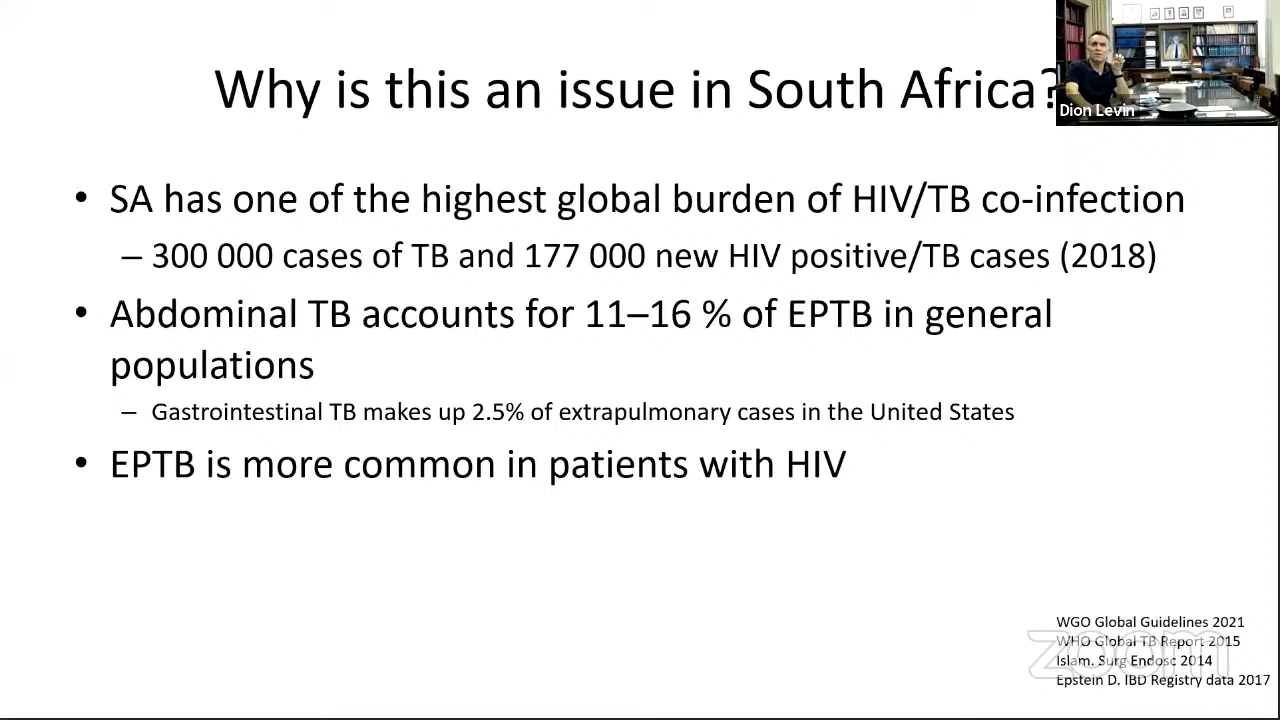 Why is this an issue in South Africa?
Dion Levin
• SA has one of the highest global burden of HIV/TB co-infection
– 300 000 cases of TB and 177 000 new HIV positive/TB cases (2018)
• Abdominal TB accounts for 11–16 % of EPTB in general
populations
– Gastrointestinal TB makes up 2.5% of extrapulmonary cases in the United States
• EPTB is more common in patients with HIV
WGO Global Guidelines 2021
WHO Global TB Report 2015
Islam. Surg Endosc 2014
Epstein D. IBD Registry data 2017
zoom